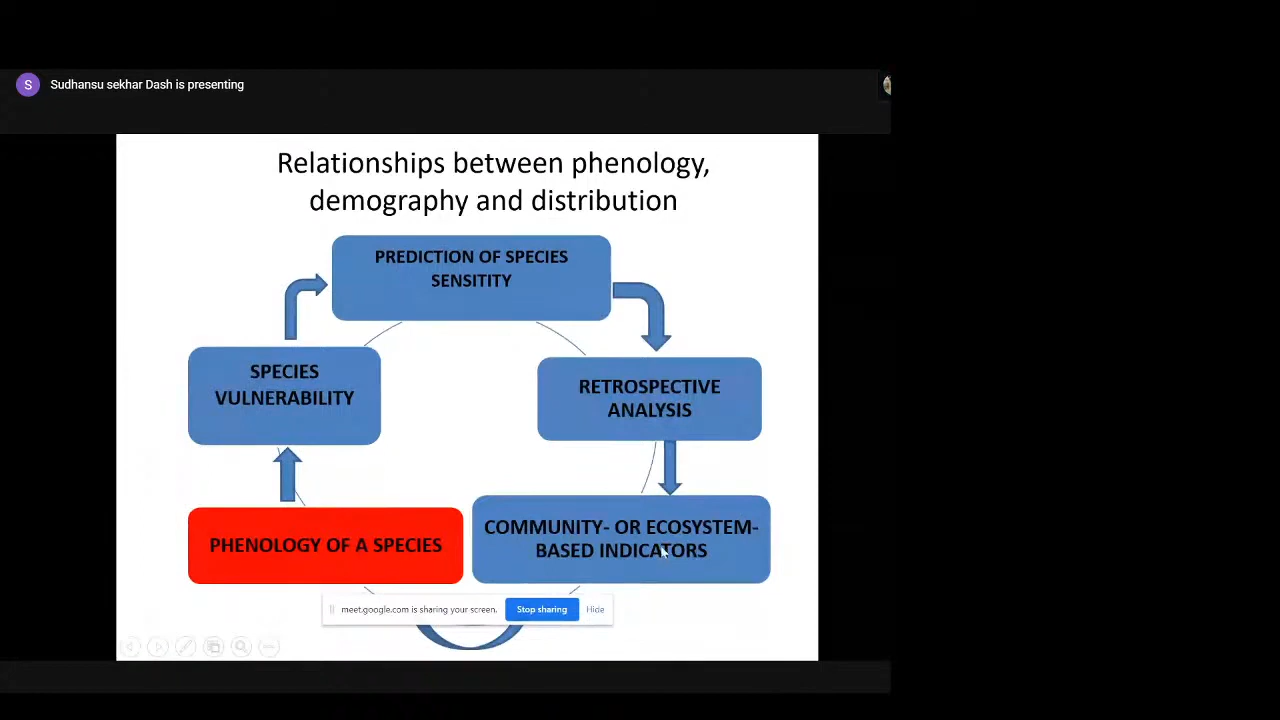 S
Sudhansu sekhar Dash is presenting
Relationships between phenology,
demography and distribution
PREDICTION OF SPECIES
SENSITITY
SPECIES
VULNERABILITY
RETROSPECTIVE
ANALYSIS
PHENOLOGY OF A SPECIES
COMMUNITY- OR ECOSYSTEM-
BASED INDICATORS
meet.google.com is sharing your screen.
Stop sharing
Hide